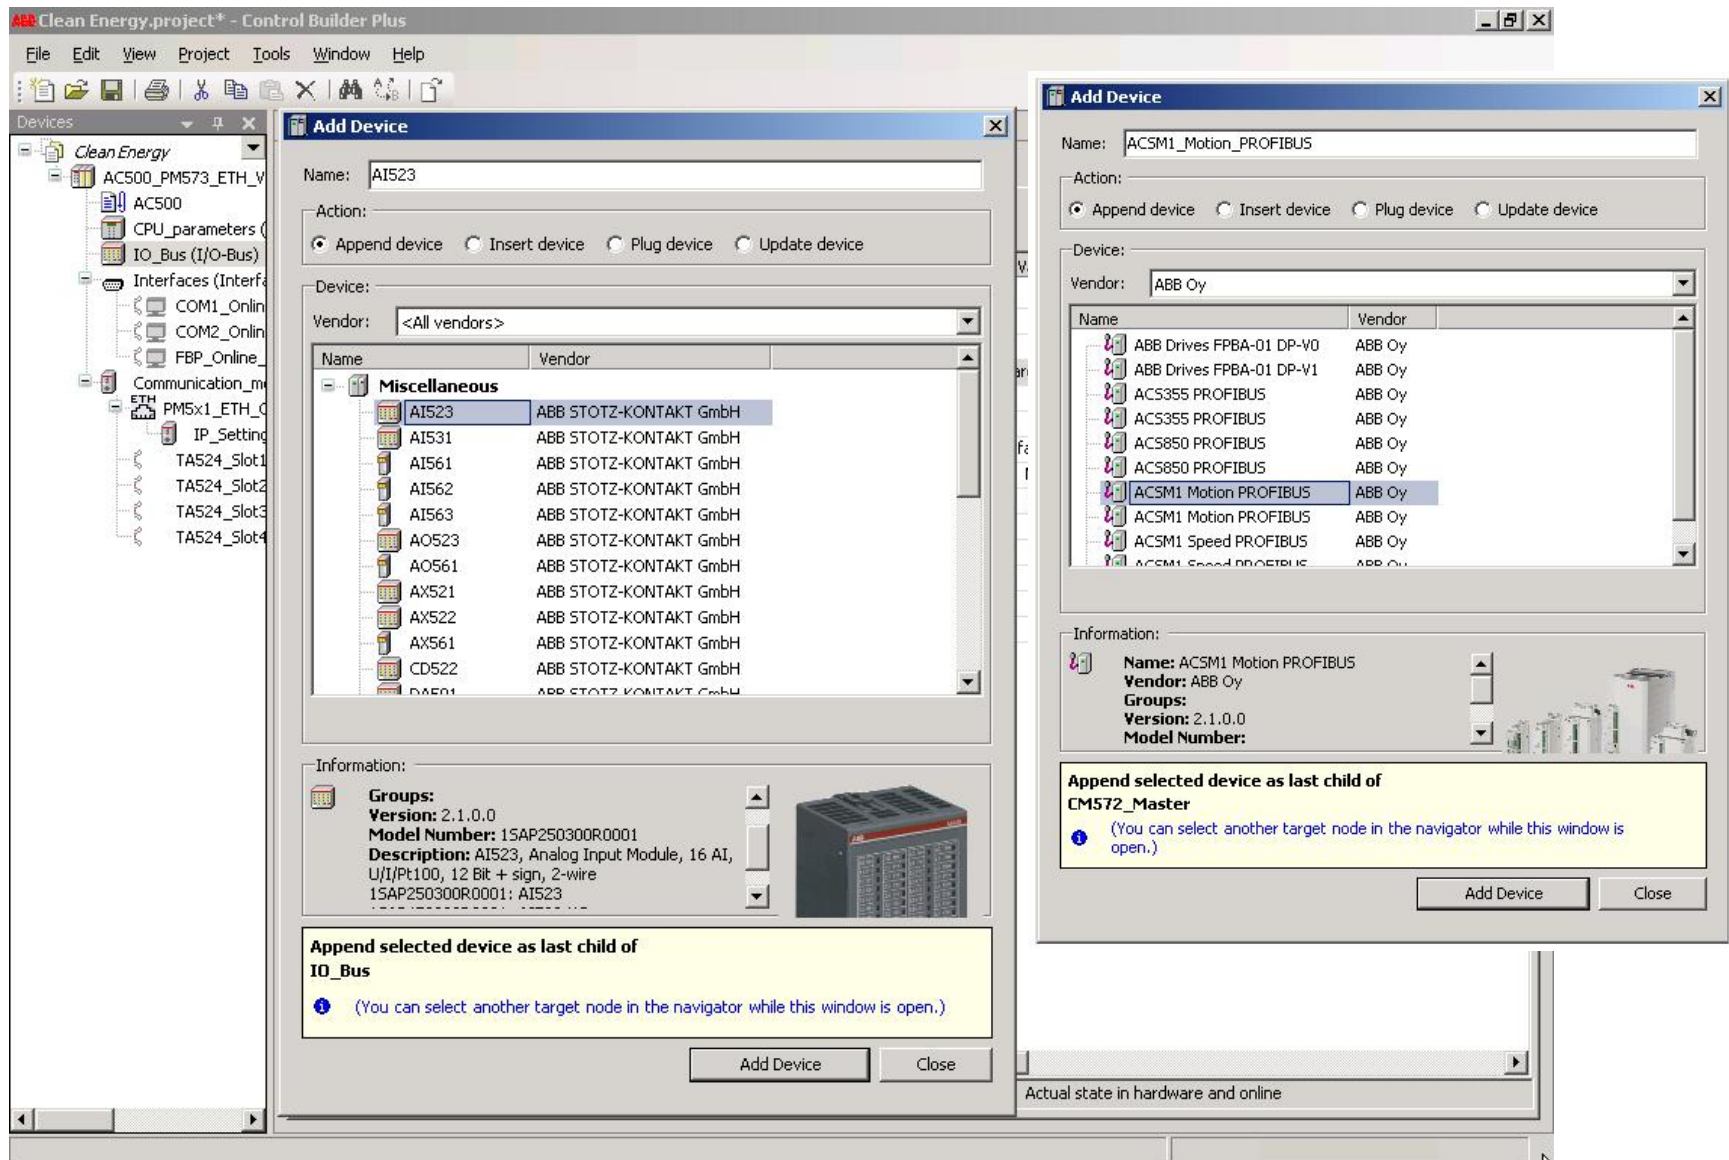 ABB Clean Energy.project* - Control Builder Plus
File Edit View Project Tools Window Help
Devices
Clean Energy
AC500_PM573_ETH_V
AC500
CPU_parameters (
IO_Bus (I/O-Bus)
Interfaces (Interfa
COM1_Onlin
COM2_Onlin
FBP_Online_
Communication_m
ETH
PM5x1_ETH_
IP_Setting
TA524_Slot1
TA524_Slot2
TA524_Slot3
TA524_Slot4
Add Device
Name: AI523
Action:
Append device Insert device Plug device Update device
Device:
Vendor: <All vendors>
Name Vendor
Miscellaneous
AI523 ABB STOTZ-KONTAKT GmbH
AI531 ABB STOTZ-KONTAKT GmbH
AI561 ABB STOTZ-KONTAKT GmbH
AI562 ABB STOTZ-KONTAKT GmbH
AI563 ABB STOTZ-KONTAKT GmbH
AO523 ABB STOTZ-KONTAKT GmbH
AO561 ABB STOTZ-KONTAKT GmbH
AX521 ABB STOTZ-KONTAKT GmbH
AX522 ABB STOTZ-KONTAKT GmbH
AX561 ABB STOTZ-KONTAKT GmbH
CD522 ABB STOTZ-KONTAKT GmbH
ABB STOTZ-KONTAKT GmbH
Information:
Groups:
Version: 2.1.0.0
Model Number: 1SAP250300R0001
Description: AI523, Analog Input Module, 16 AI,
U/I/Pt100, 12 Bit + sign, 2-wire
1SAP250300R0001: AI523
Append selected device as last child of
IO_Bus
(You can select another target node in the navigator while this window is open.)
Add Device Close
Add Device
Name: ACSM1_Motion_PROFIBUS
Action:
Append device Insert device Plug device Update device
Device:
Vendor: ABB Oy
Name Vendor
ABB Drives FPBA-01 DP-V0 ABB Oy
ABB Drives FPBA-01 DP-V1 ABB Oy
ACS355 PROFIBUS ABB Oy
ACS355 PROFIBUS ABB Oy
ACS850 PROFIBUS ABB Oy
ACS850 PROFIBUS ABB Oy
ACSM1 Motion PROFIBUS ABB Oy
ACSM1 Motion PROFIBUS ABB Oy
ACSM1 Speed PROFIBUS ABB Oy
ACSM1 Speed PROFIBUS ABB Oy
Information:
Name: ACSM1 Motion PROFIBUS
Vendor: ABB Oy
Groups:
Version: 2.1.0.0
Model Number:
Append selected device as last child of
CM572_Master
(You can select another target node in the navigator while this window is
open.)
Add Device Close
Actual state in hardware and online